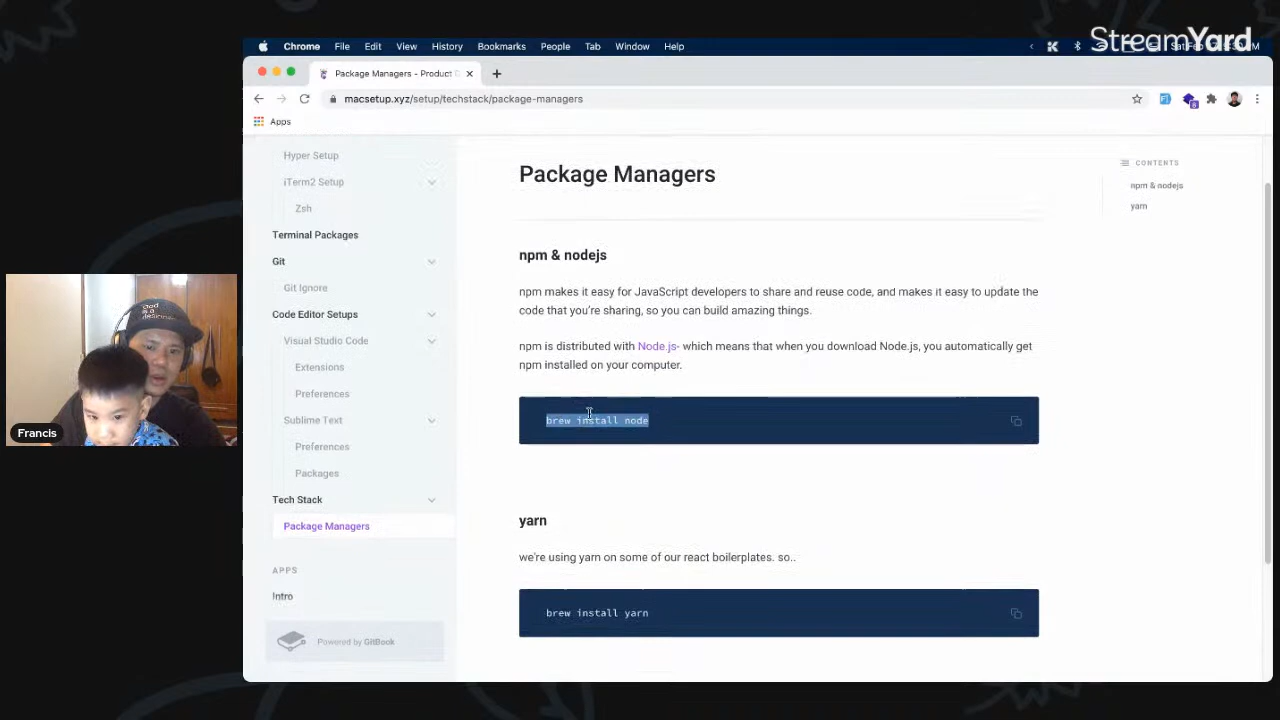 StreamYard
Chrome File Edit View History Bookmarks People Tab Window Help
Package Managers - Product D
macsetup.xyz/setup/techstack/package-managers
Apps
Hyper Setup
iTerm2 Setup
Zsh
Terminal Packages
Git
Git Ignore
Code Editor Setups
Visual Studio Code
Extensions
Preferences
Sublime Text
Preferences
Packages
Tech Stack
Package Managers
APPS
Intro
Powered by GitBook
Package Managers
npm & nodejs
npm makes it easy for JavaScript developers to share and reuse code, and makes it easy to update the
code that you're sharing, so you can build amazing things.
npm is distributed with Node.js- which means that when you download Node.js, you automatically get
npm installed on your computer.
brew install node
yarn
we're using yarn on some of our react boilerplates. so..
brew install yarn
CONTENTS
npm & nodejs
yarn
Francis